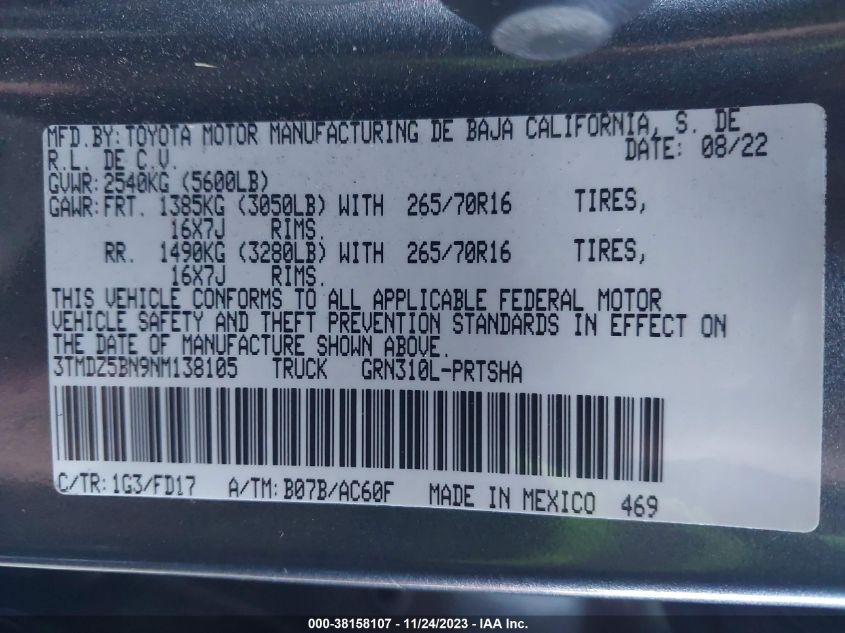 MFD.BY: TOYOTA MOTOR MANUFACTURING DE BAJA CALIFORNIA, S. DE
R.L. DE C.V. DATE: 08/22
GVWR: 2540KG (5600LB)
GAWR: FRT. 1385KG (3050LB) WITH 265/70R16 TIRES,
16X7J RIMS.
RR. 1490KG (3280LB) WITH 265/70R16 TIRES,
16X7J RIMS.
THIS VEHICLE CONFORMS TO ALL APPLICABLE FEDERAL MOTOR
VEHICLE SAFETY AND THEFT PREVENTION STANDARDS IN EFFECT ON
THE DATE OF MANUFACTURE SHOWN ABOVE.
3TMDZ5BN9NM138105 TRUCK GRN310L-PRTSHA
C/TR: 1G3/FD17 A/TM: B07B/AC60F MADE IN MEXICO 469
000-38158107 - 11/24/2023 - IAA Inc.